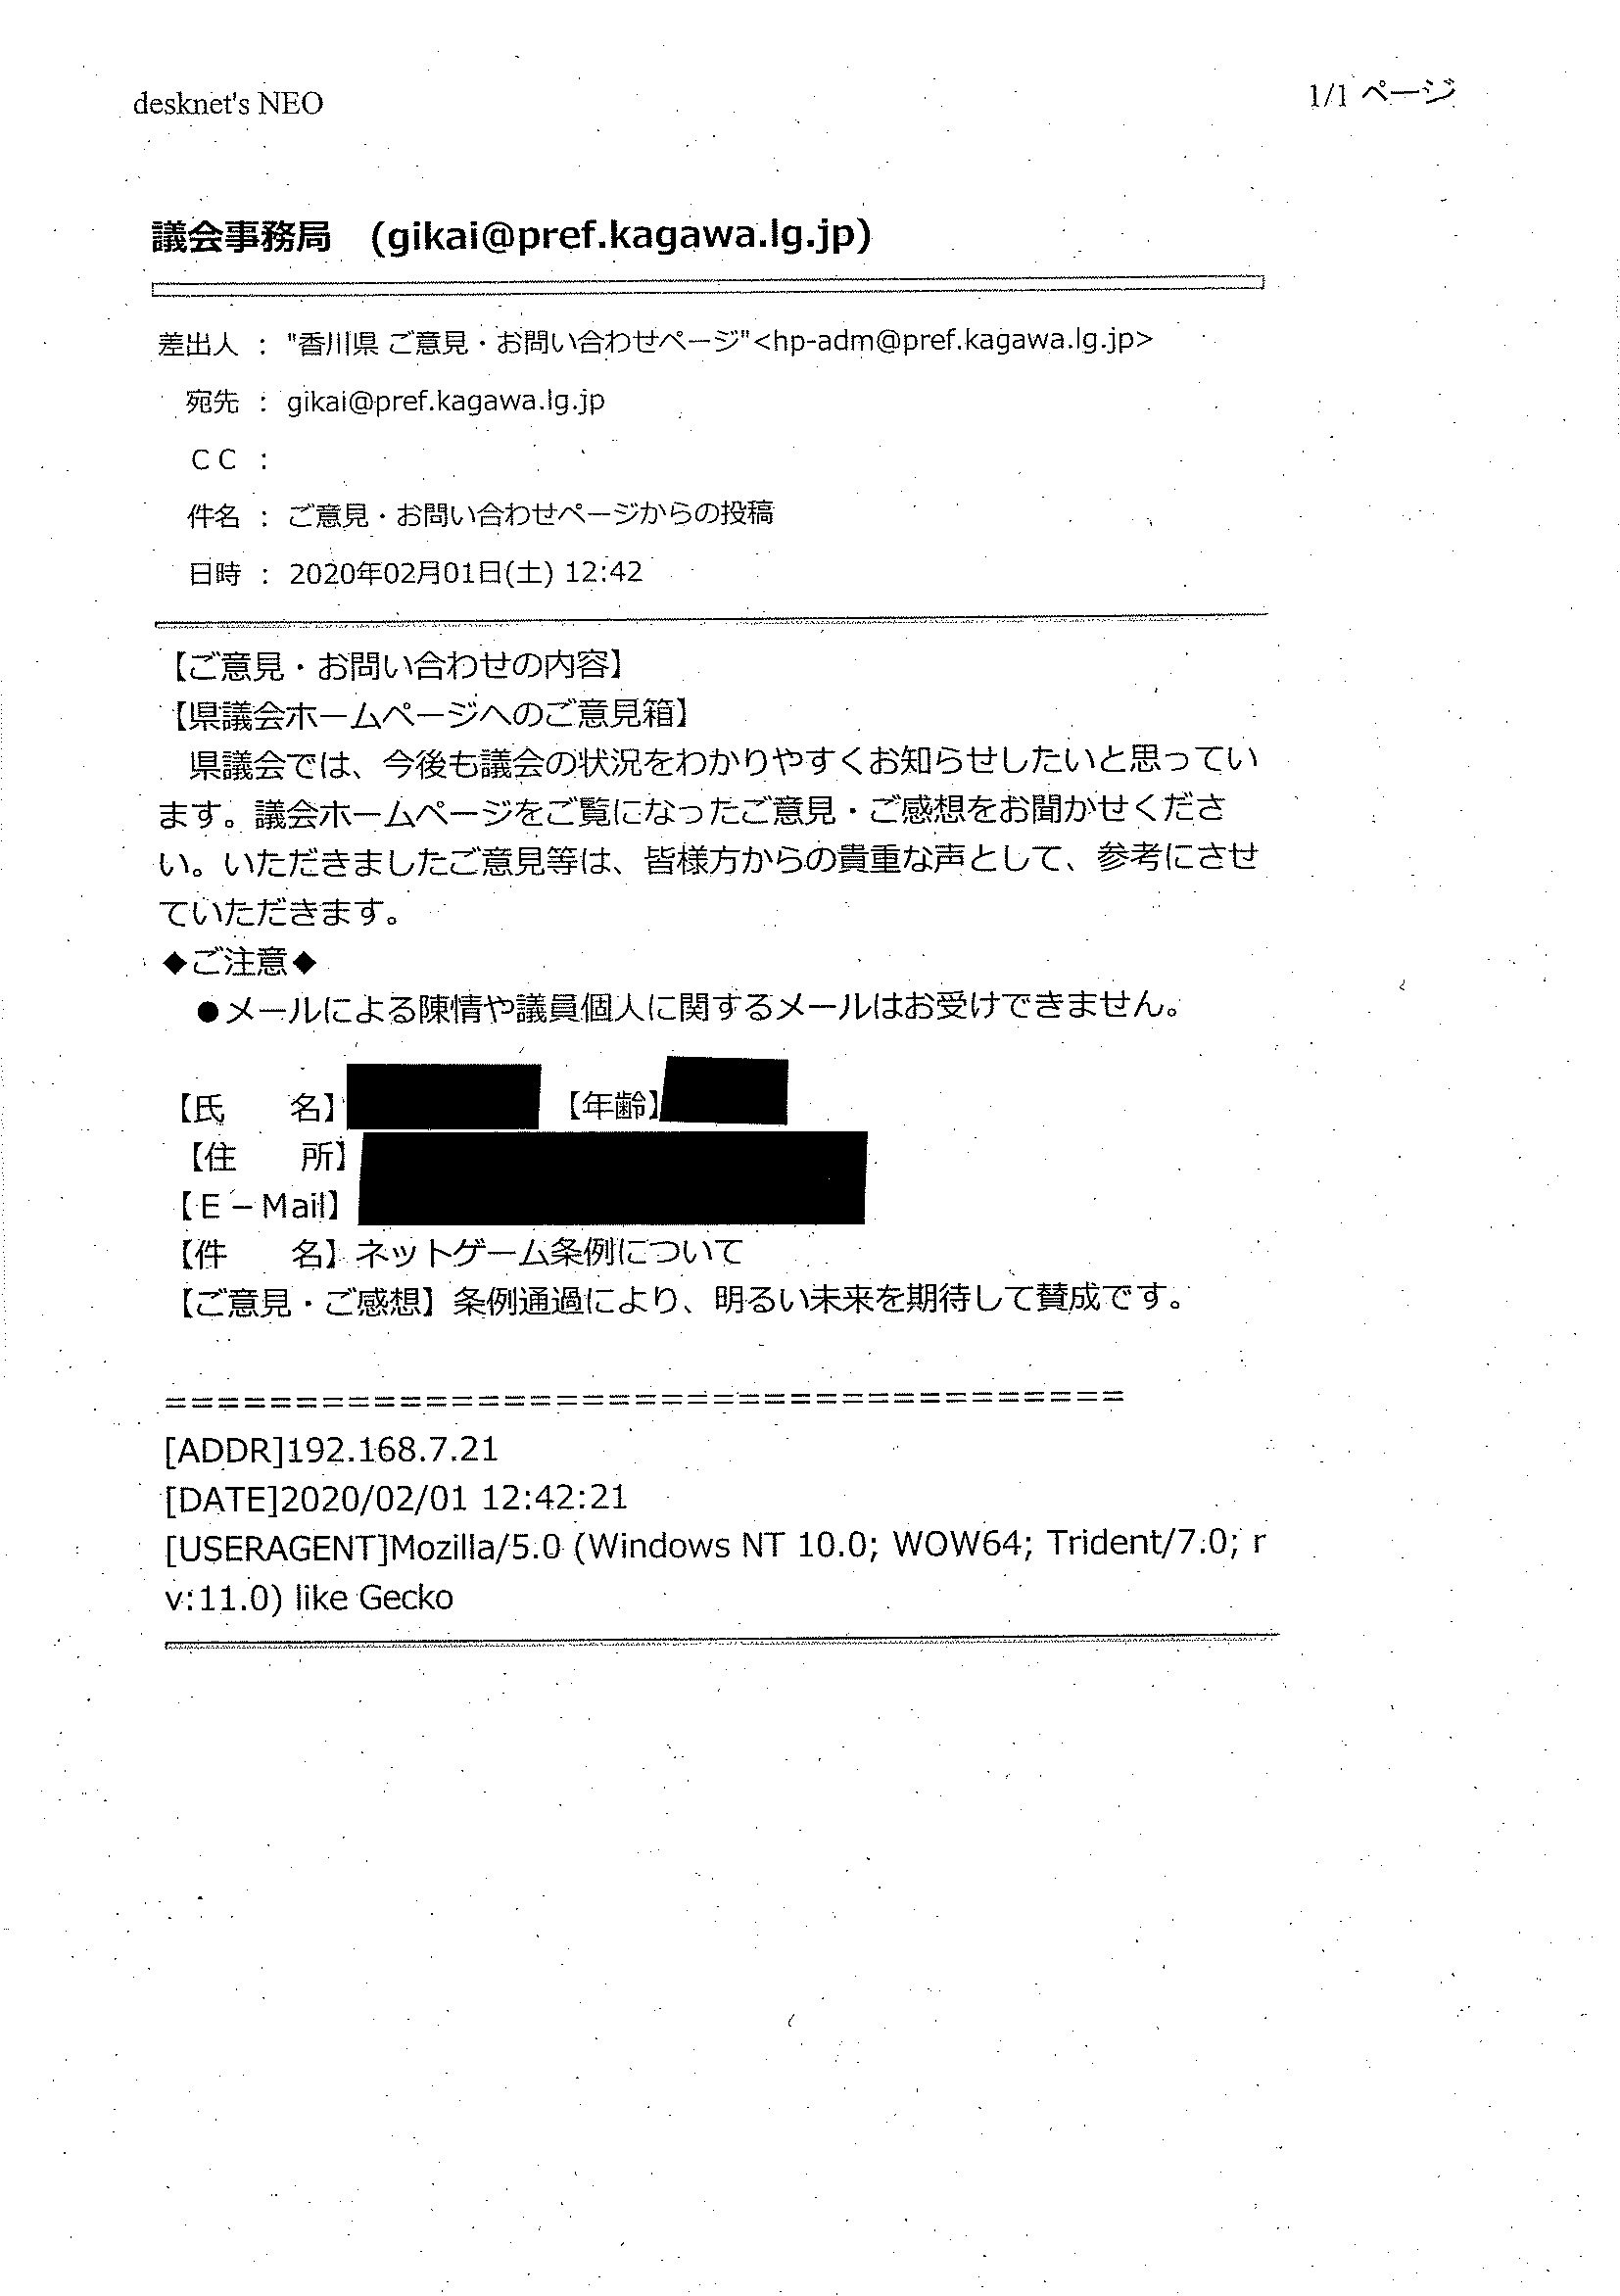 desknet's NEO
1/1 ページ
議会事務局　(gikai@pref.kagawa.lg.jp)
差出人 ： "香川県 ご意見・お問い合わせページ"<hp-adm@pref.kagawa.lg.jp>
宛先 ： gikai@pref.kagawa.lg.jp
ＣＣ ：
件名 ： ご意見・お問い合わせページからの投稿
日時 ： 2020年02月01日(土) 12:42
【ご意見・お問い合わせの内容】
【県議会ホームページへのご意見箱】
　県議会では、今後も議会の状況をわかりやすくお知らせしたいと思ってい
ます。議会ホームページをご覧になったご意見・ご感想をお聞かせくださ
い。いただきましたご意見等は、皆様方からの貴重な声として、参考にさせ
ていただきます。
◆ご注意◆
　●メールによる陳情や議員個人に関するメールはお受けできません。
【氏　　名】　【年齢】
【住　　所】
【Ｅ－Mail】
【件　　名】ネットゲーム条例について
【ご意見・ご感想】条例通過により、明るい未来を期待して賛成です。
=====================================
[ADDR]192.168.7.21
[DATE]2020/02/01 12:42:21
[USERAGENT]Mozilla/5.0 (Windows NT 10.0; WOW64; Trident/7.0; r
v:11.0) like Gecko